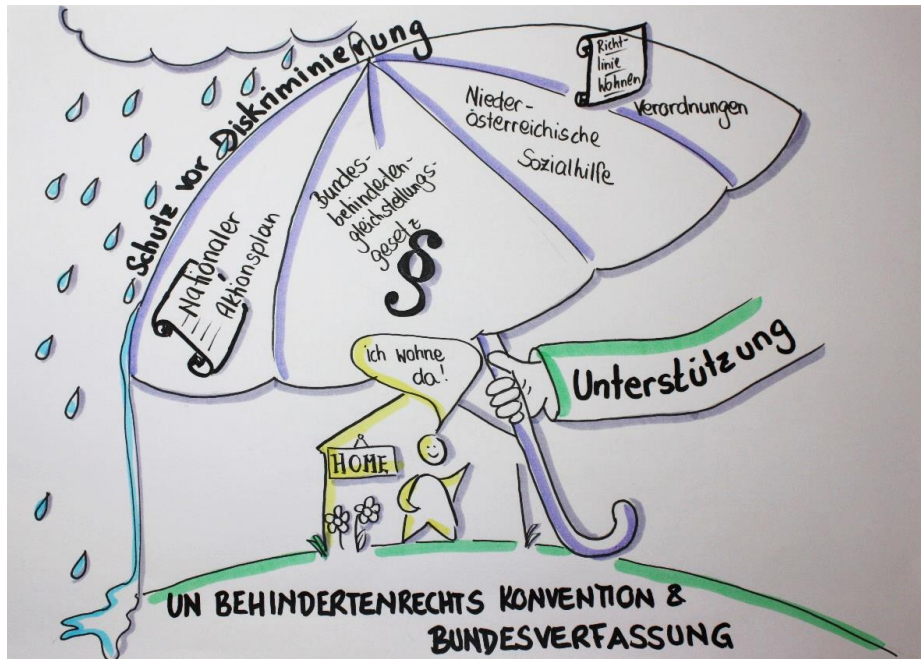 Schutz vor Diskriminierung
Nationaler
Aktionsplan
Bundes-
behinderten-
gleichstellungs-
gesetz
§
Nieder-
österreichische
Sozialhilfe
Richt-
linie
Wohnen
Verordnungen
ich wohne
da!
Unterstützung
HOME
UN BEHINDERTENRECHTS KONVENTION &
BUNDESVERFASSUNG